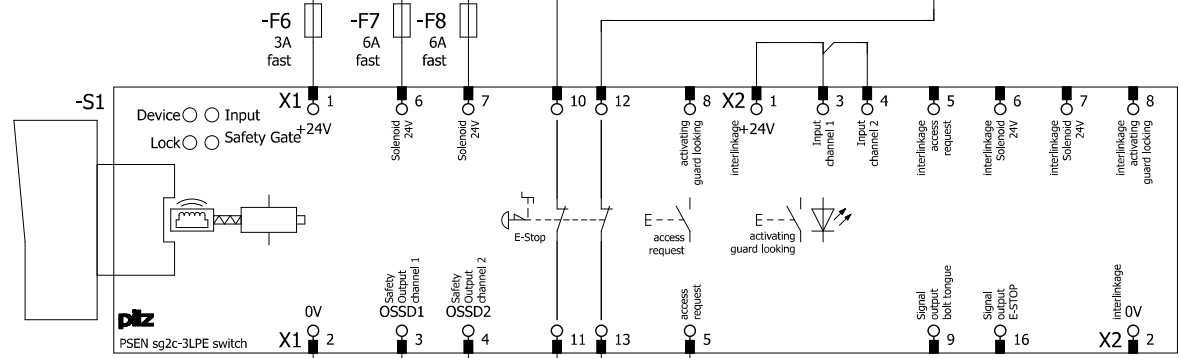 -F6
3A
fast
-F7
6A
fast
-F8
6A
fast
-S1
X1
1
6
7
10
12
8
X2
1
3
4
5
6
7
8
Device
Input
Lock
Safety Gate
+24V
Solenoid
24V
Solenoid
24V
activating
guard looking
interlinkage
+24V
Input
channel 1
Input
channel 2
interlinkage
access
request
interlinkage
Solenoid
24V
interlinkage
Solenoid
24V
interlinkage
activating
guard locking
E-Stop
access
request
activating
guard looking
pilz
PSEN sg2c-3LPE switch
0V
Safety
Output
channel 1
OSSD1
Safety
Output
channel 2
OSSD2
access
request
Signal
output
bolt tongue
Signal
output
E-STOP
interlinkage
0V
X1
2
3
4
11
13
5
9
16
X2
2